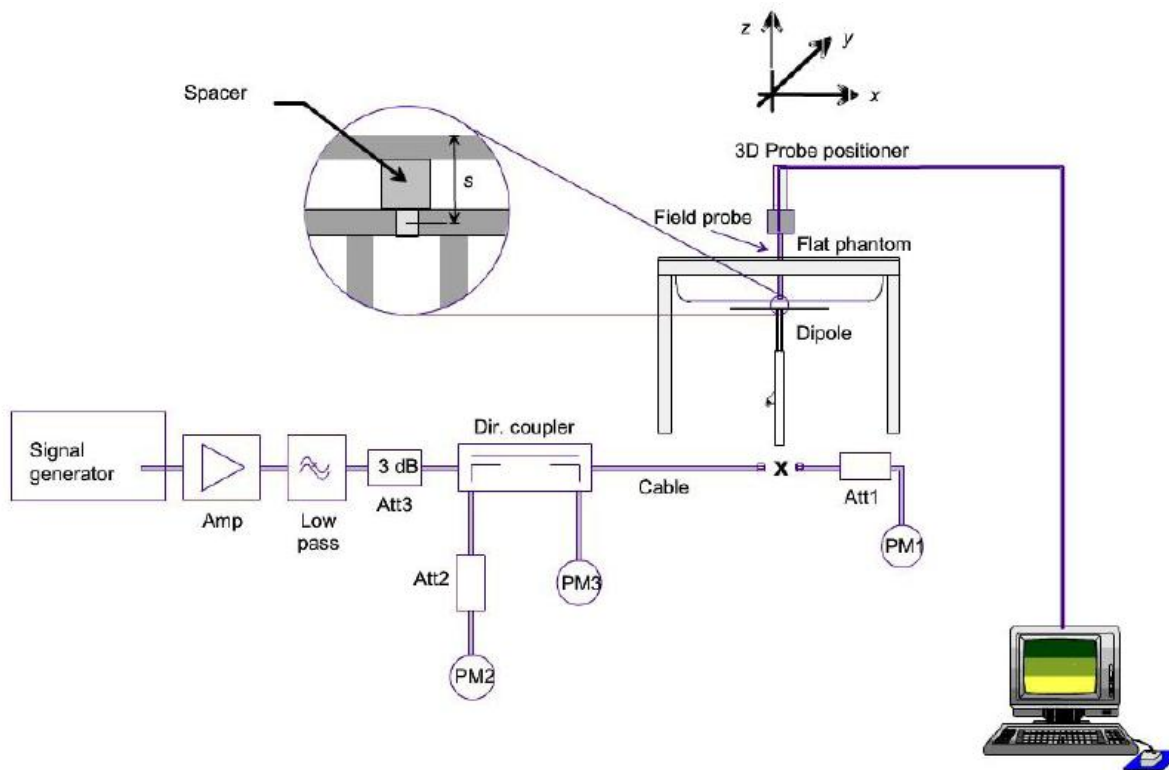 z
y
x
Spacer
s
3D Probe positioner
Field probe
Flat phantom
Dipole
Signal
generator
Amp
Low
pass
3 dB
Att3
Dir. coupler
Cable
x
Att1
PM1
Att2
PM3
PM2